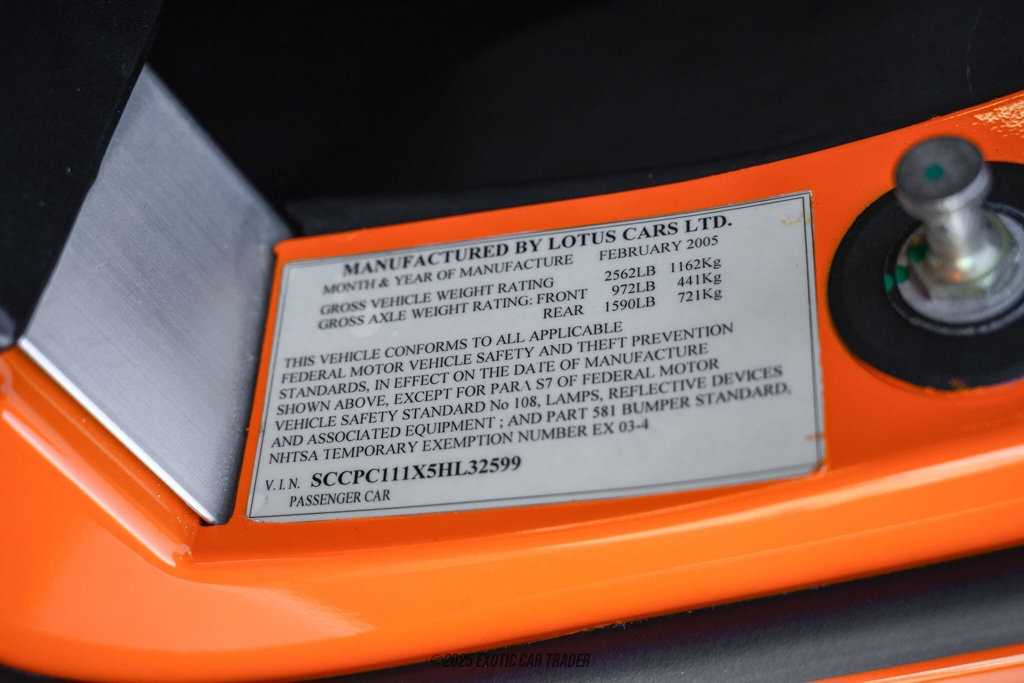 MANUFACTURED BY LOTUS CARS LTD.
MONTH & YEAR OF MANUFACTURE FEBRUARY 2005
GROSS VEHICLE WEIGHT RATING 2562LB 1162Kg
GROSS AXLE WEIGHT RATING: FRONT 972LB 441Kg
REAR 1590LB 721Kg
THIS VEHICLE CONFORMS TO ALL APPLICABLE
FEDERAL MOTOR VEHICLE SAFETY AND THEFT PREVENTION
STANDARDS, IN EFFECT ON THE DATE OF MANUFACTURE
SHOWN ABOVE, EXCEPT FOR PARA S7 OF FEDERAL MOTOR
VEHICLE SAFETY STANDARD No 108, LAMPS, REFLECTIVE DEVICES
AND ASSOCIATED EQUIPMENT ; AND PART 581 BUMPER STANDARD,
NHTSA TEMPORARY EXEMPTION NUMBER EX 03-4
V.I.N. SCCPC111X5HL32599
PASSENGER CAR
©2025 EXOTIC CAR TRADER